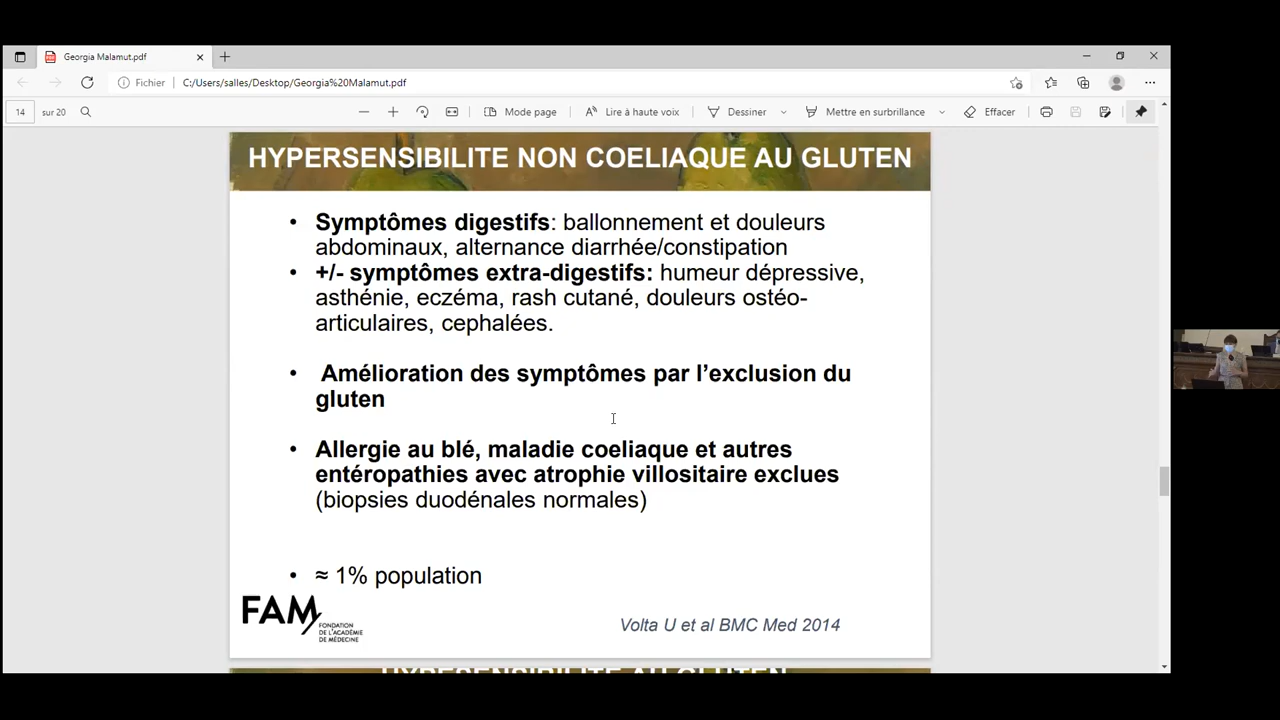 Georgia Malamut.pdf
Fichier
C:/Users/salles/Desktop/Georgia%20Malamut.pdf
14 sur 20
Mode page
Lire à haute voix
Dessiner
Mettre en surbrillance
Effacer
HYPERSENSIBILITE NON COELIAQUE AU GLUTEN
• Symptômes digestifs: ballonnement et douleurs
abdominaux, alternance diarrhée/constipation
• +/- symptômes extra-digestifs: humeur dépressive,
asthénie, eczéma, rash cutané, douleurs ostéo-
articulaires, cephalées.
• Amélioration des symptômes par l’exclusion du
gluten
• Allergie au blé, maladie coeliaque et autres
entéropathies avec atrophie villositaire exclues
(biopsies duodénales normales)
• ≈ 1% population
FAM
FONDATION
DE L'ACADÉMIE
DE MÉDECINE
Volta U et al BMC Med 2014
HYPERSENSIBILITE AU GLUTEN